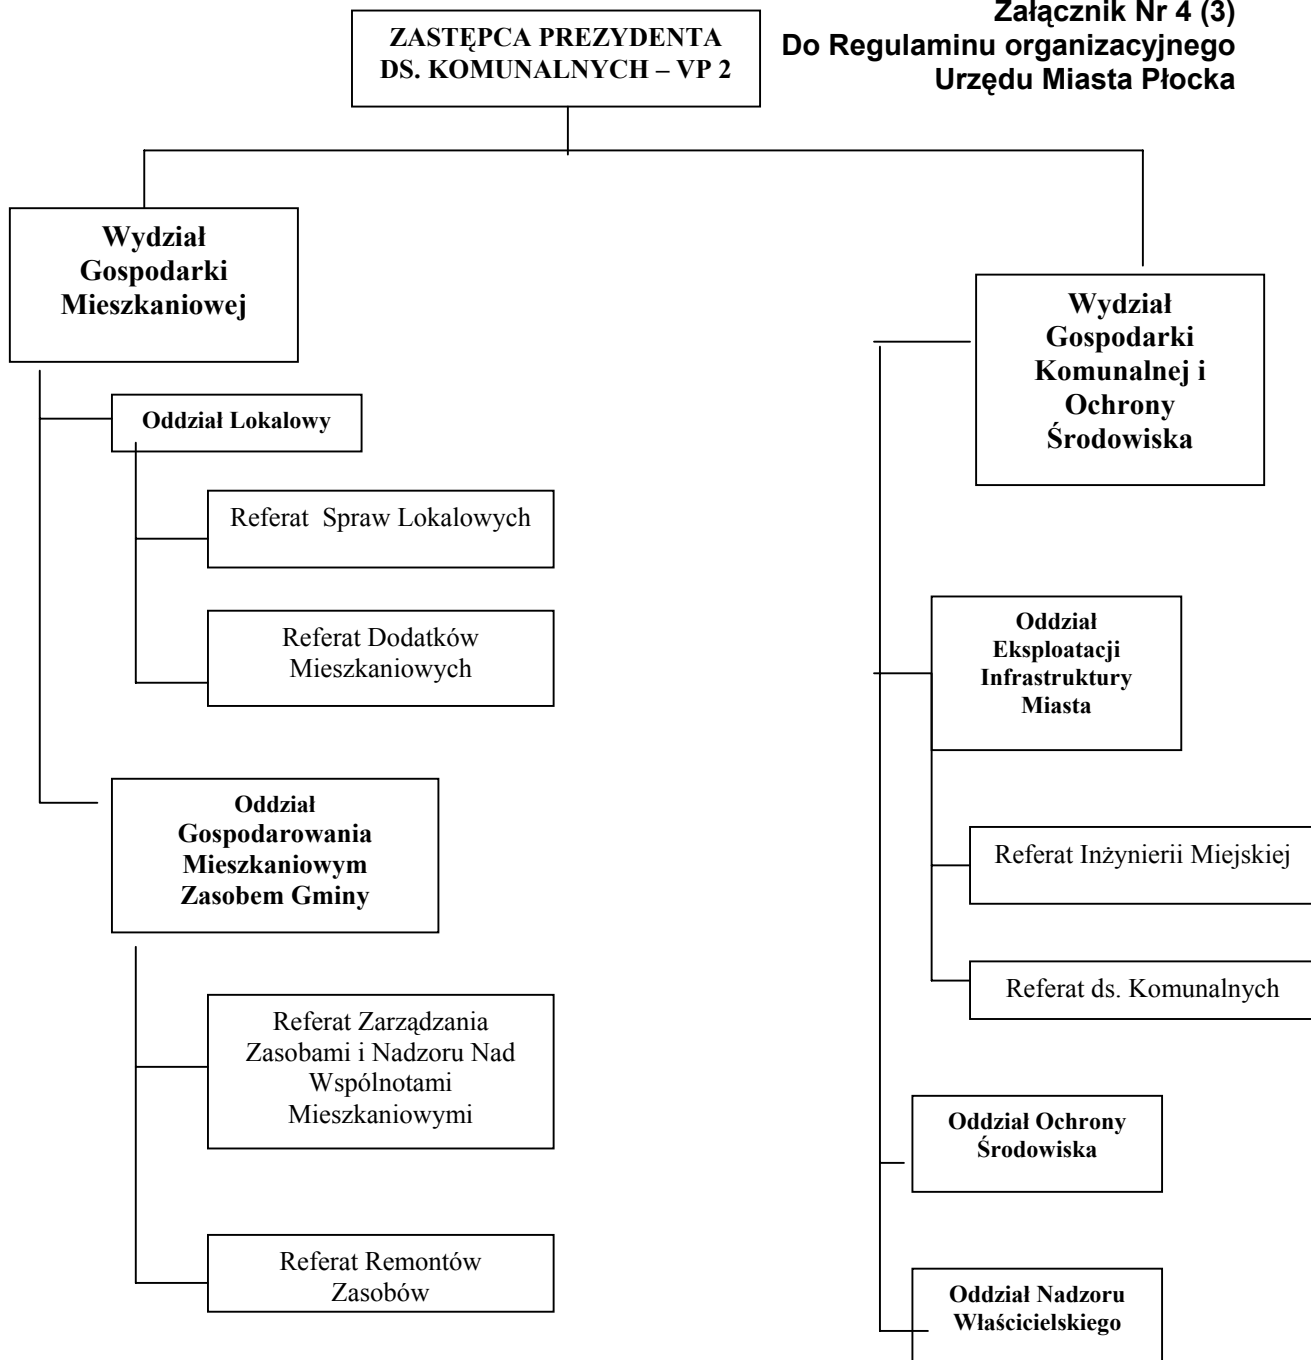 Załącznik Nr 4 (3)
Do Regulaminu organizacyjnego
Urzędu Miasta Płocka
ZASTĘPCA PREZYDENTA
DS. KOMUNALNYCH – VP 2
Wydział
Gospodarki
Mieszkaniowej
Oddział Lokalowy
Referat  Spraw Lokalowych
Referat Dodatków
Mieszkaniowych
Oddział
Gospodarowania
Mieszkaniowym
Zasobem Gminy
Referat Zarządzania
Zasobami i Nadzoru Nad
Wspólnotami
Mieszkaniowymi
Referat Remontów
Zasobów
Wydział
Gospodarki
Komunalnej i
Ochrony
Środowiska
Oddział
Eksploatacji
Infrastruktury
Miasta
Referat Inżynierii Miejskiej
Referat ds. Komunalnych
Oddział Ochrony
Środowiska
Oddział Nadzoru
Właścicielskiego